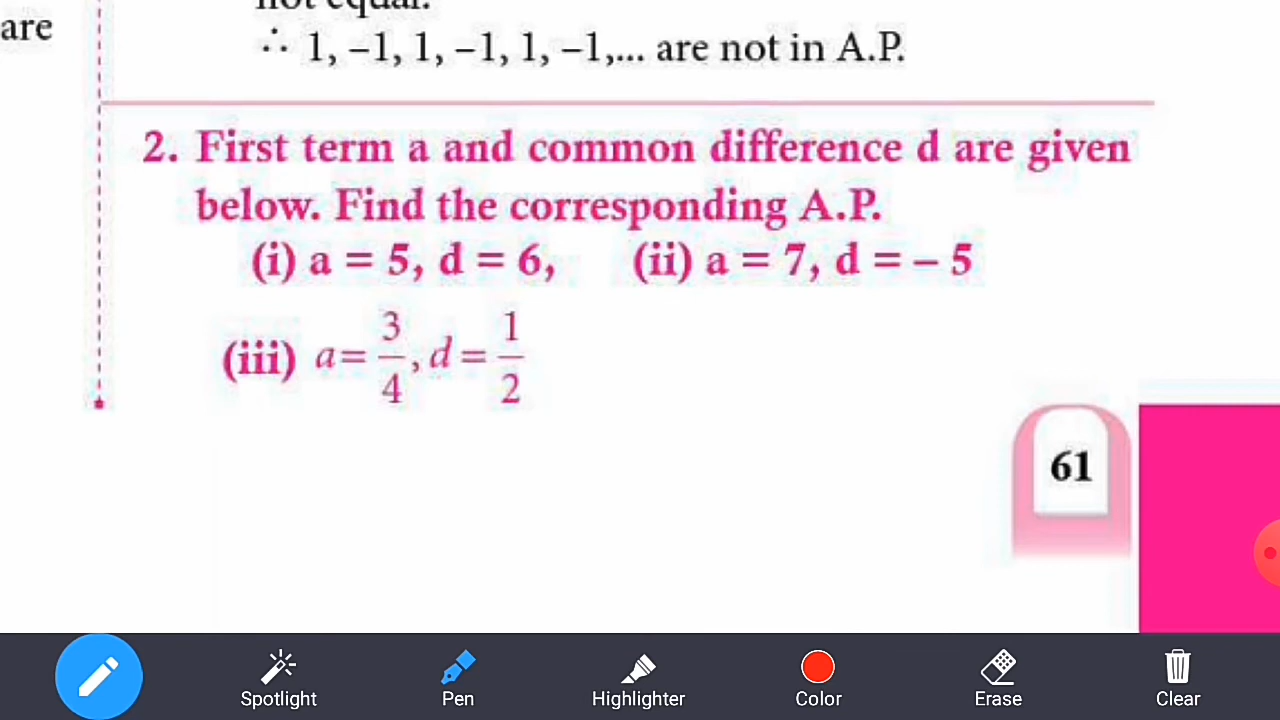 not equal.
are
∴ 1, –1, 1, –1, 1, –1,... are not in A.P.
2. First term a and common difference d are given
below. Find the corresponding A.P.
(i) a = 5, d = 6, (ii) a = 7, d = – 5
(iii) a = 3/4, d = 1/2
61
Spotlight Pen Highlighter Color Erase Clear